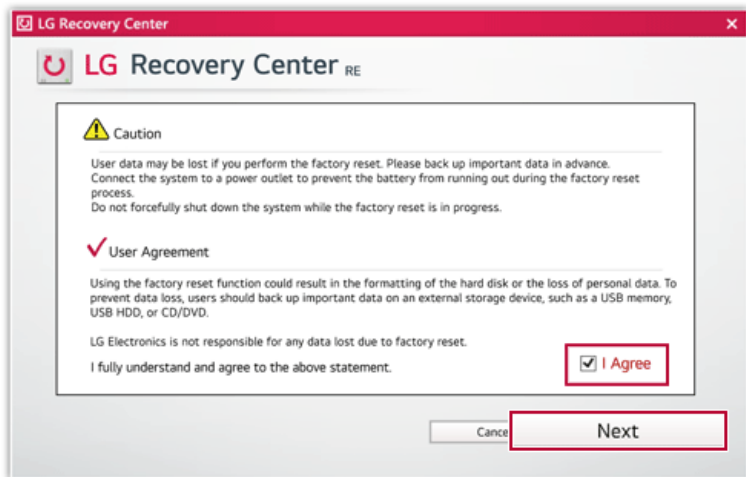 LG Recovery Center
LG Recovery Center RE
Caution
User data may be lost if you perform the factory reset. Please back up important data in advance.
Connect the system to a power outlet to prevent the battery from running out during the factory reset
process.
Do not forcefully shut down the system while the factory reset is in progress.
User Agreement
Using the factory reset function could result in the formatting of the hard disk or the loss of personal data. To
prevent data loss, users should back up important data on an external storage device, such as a USB memory,
USB HDD, or CD/DVD.
LG Electronics is not responsible for any data lost due to factory reset.
I fully understand and agree to the above statement.
I Agree
Cance
Next